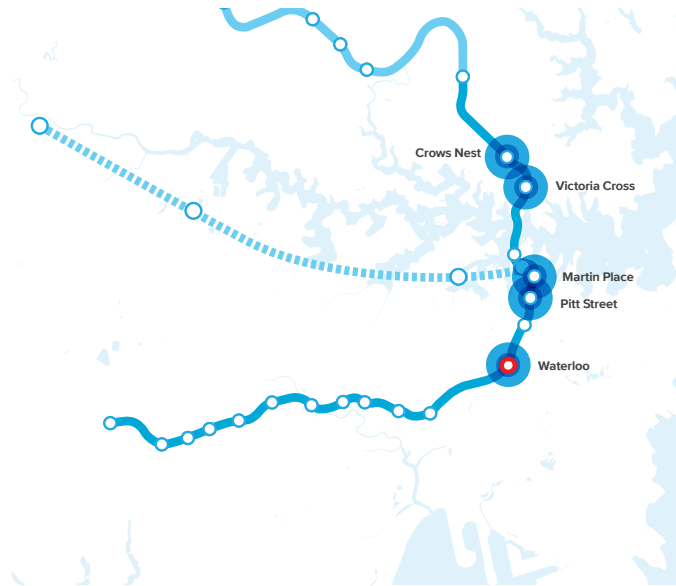 Crows Nest
Victoria Cross
Martin Place
Pitt Street
Waterloo